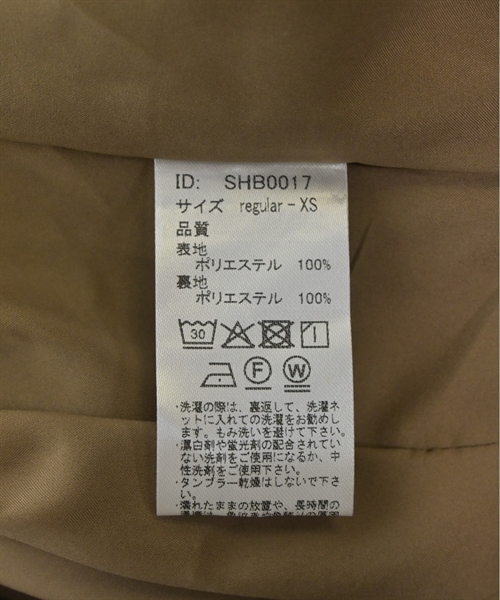 ID: SHB0017
サイズ regular-XS
品質
表地
ポリエステル 100%
裏地
ポリエステル 100%
30
F W
・洗濯の際は、裏返して、洗濯ネ
ットに入れての洗濯をお勧めし
ます。もみ洗いを避けて下さい。
・漂白剤や蛍光剤の配合されてい
ない洗剤をご使用になるか、中
性洗剤をご使用下さい。
・タンブラー乾燥はしないで下さ
い。
・濡れたままの放置や、長時間の